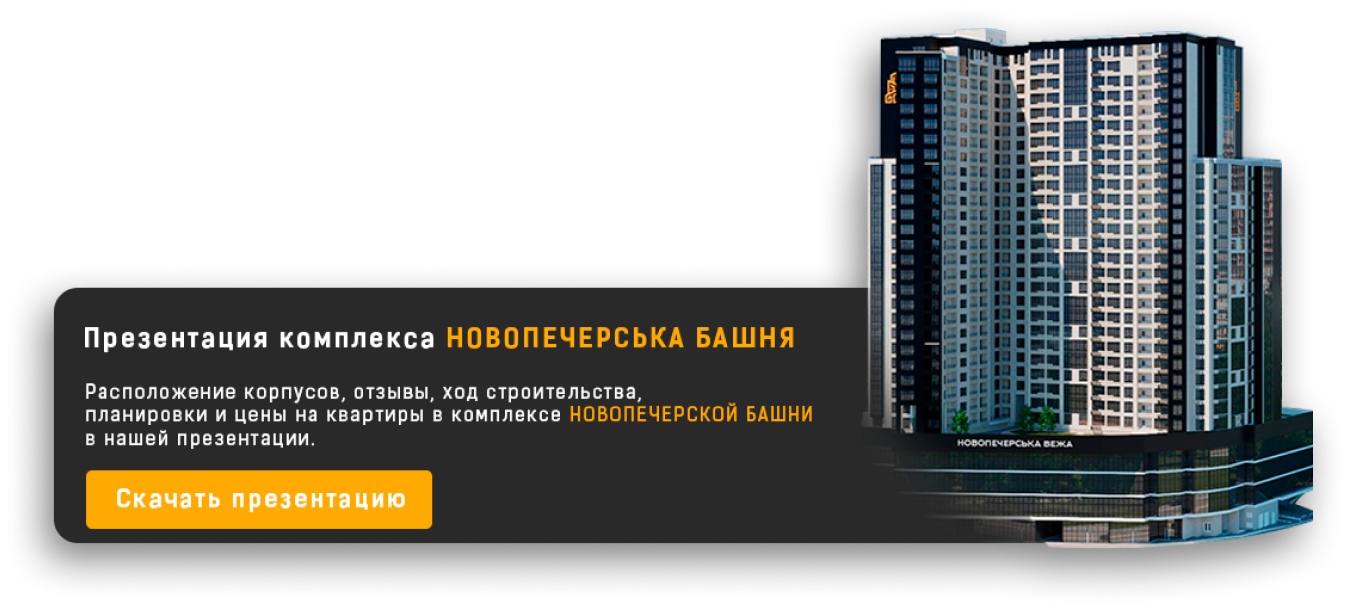 Презентация комплекса НОВОПЕЧЕРСЬКА БАШНЯ
Расположение корпусов, отзывы, ход строительства,
планировки и цены на квартиры в комплексе НОВОПЕЧЕРСКОЙ БАШНИ
в нашей презентации.
Скачать презентацию
НОВОПЕЧЕРСЬКА ВЕЖА